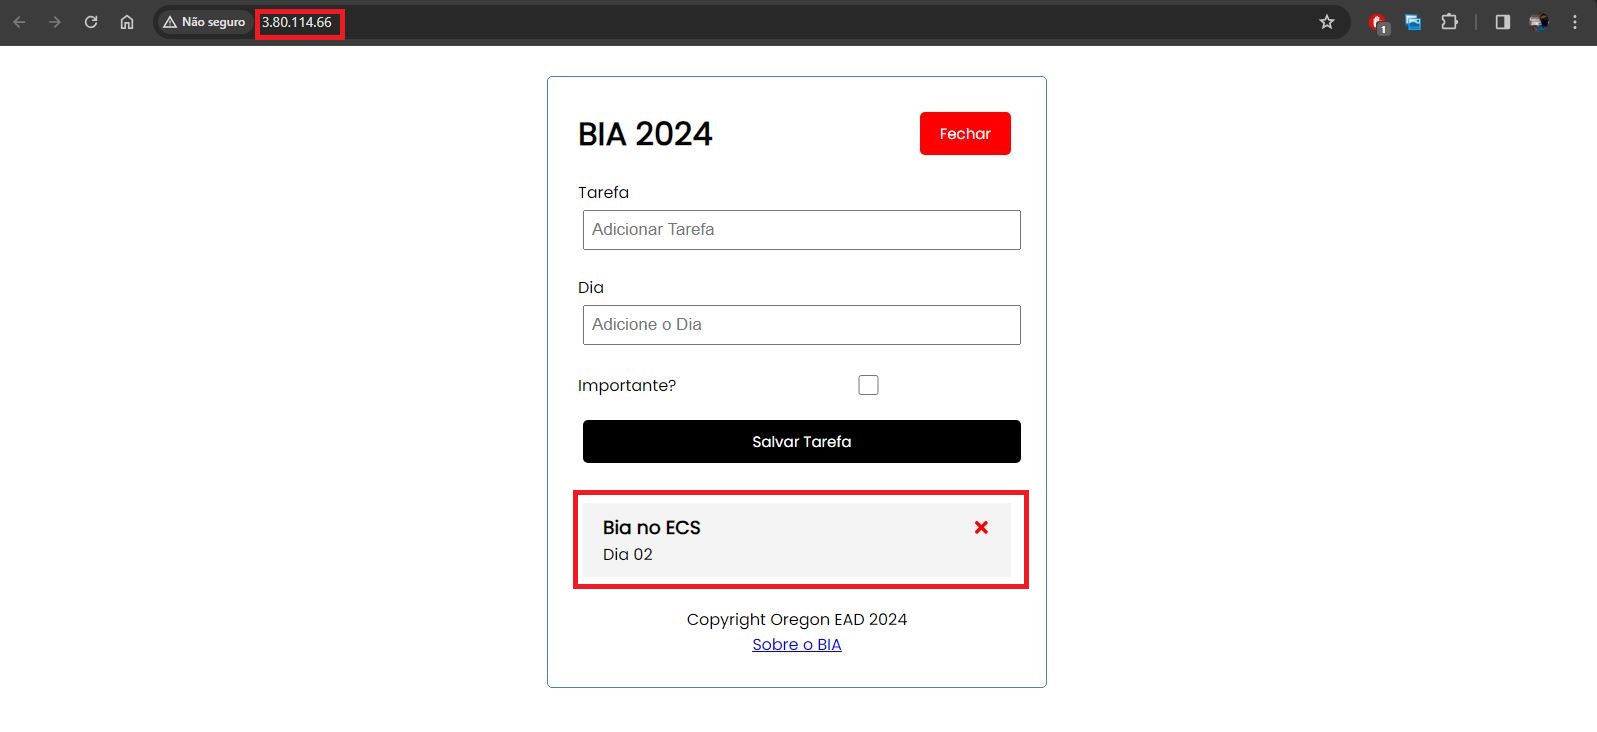 Não seguro 3.80.114.66
1
BIA 2024
Fechar
Tarefa
Adicionar Tarefa
Dia
Adicione o Dia
Importante?
Salvar Tarefa
Bia no ECS
Dia 02
Copyright Oregon EAD 2024
Sobre o BIA